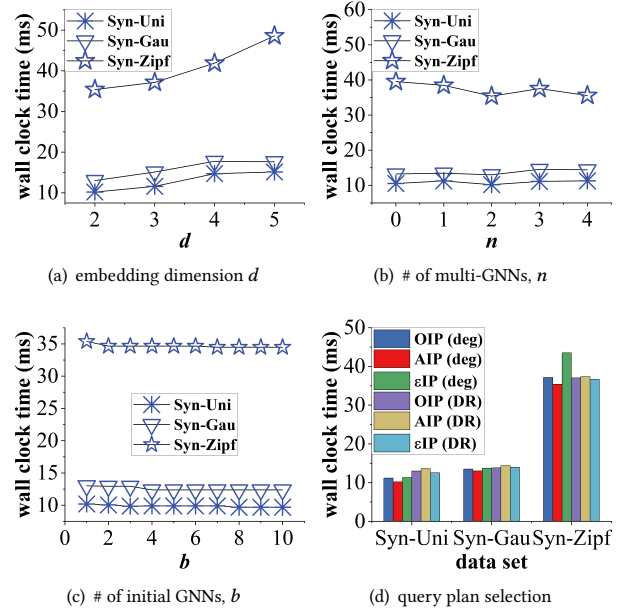 Syn-Uni
Syn-Gau
Syn-Zipf
wall clock time (ms)
60
50
40
30
20
10
2 3 4 5
d
(a) embedding dimension d
Syn-Uni
Syn-Gau
Syn-Zipf
wall clock time (ms)
60
50
40
30
20
10
0 1 2 3 4
n
(b) # of multi-GNNs, n
wall clock time (ms)
35
30
25
20
15
10
Syn-Uni
Syn-Gau
Syn-Zipf
0 2 4 6 8 10
b
(c) # of initial GNNs, b
wall clock time (ms)
50
40
30
20
10
0
OIP (deg)
AIP (deg)
εIP (deg)
OIP (DR)
AIP (DR)
εIP (DR)
Syn-Uni Syn-Gau Syn-Zipf
data set
(d) query plan selection